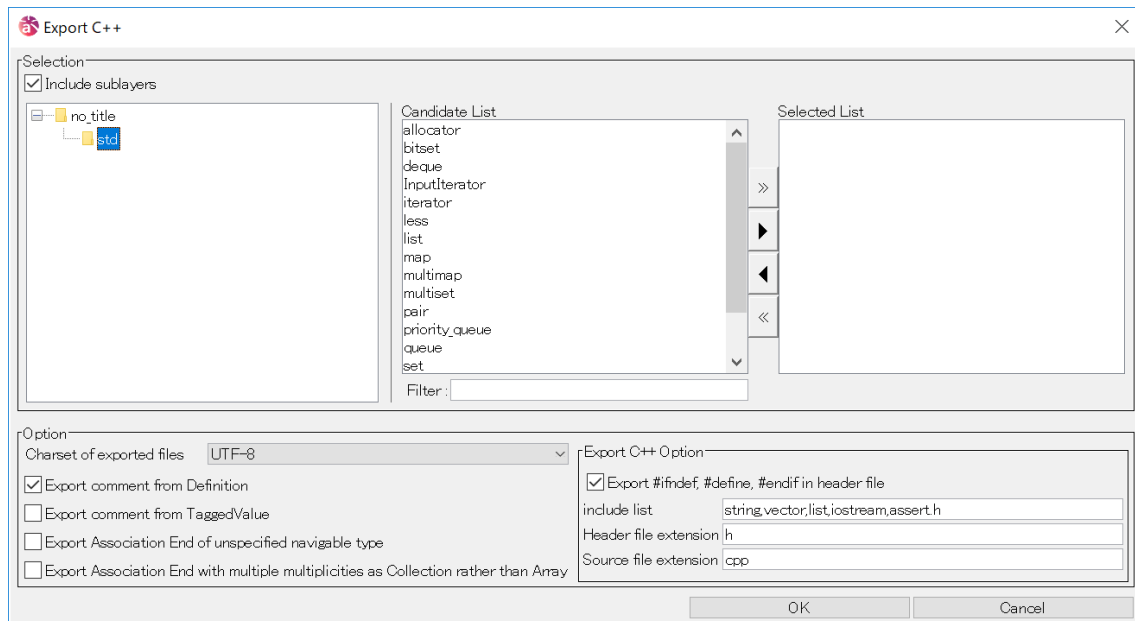 Export C++
Selection
Include sublayers
no_title
std
Candidate List
allocator
bitset
deque
InputIterator
iterator
less
list
map
multimap
multiset
pair
priority_queue
queue
set
Filter :
Selected List
Option
Charset of exported files UTF-8
Export comment from Definition
Export comment from TaggedValue
Export Association End of unspecified navigable type
Export Association End with multiple multiplicities as Collection rather than Array
Export C++ Option
Export #ifndef, #define, #endif in header file
include list string,vector,list,iostream,assert.h
Header file extension h
Source file extension cpp
OK Cancel